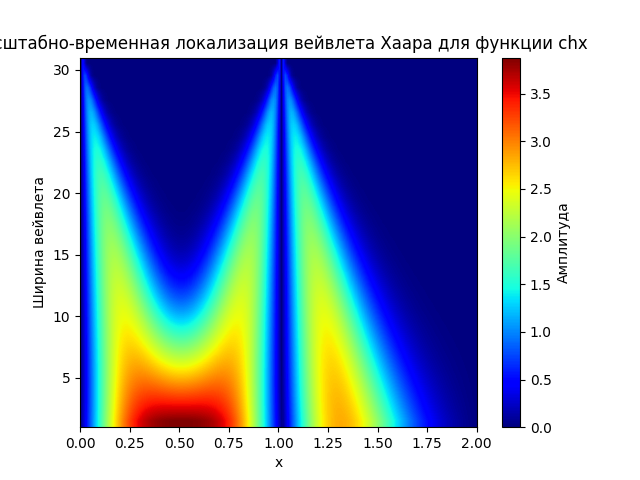 сштабно-временная локализация вейвлета Хаара для функции chx
Ширина вейвлета
30
25
20
15
10
5
0.00 0.25 0.50 0.75 1.00 1.25 1.50 1.75 2.00
x
3.5
3.0
2.5
2.0
1.5
1.0
0.5
0.0
Амплитуда